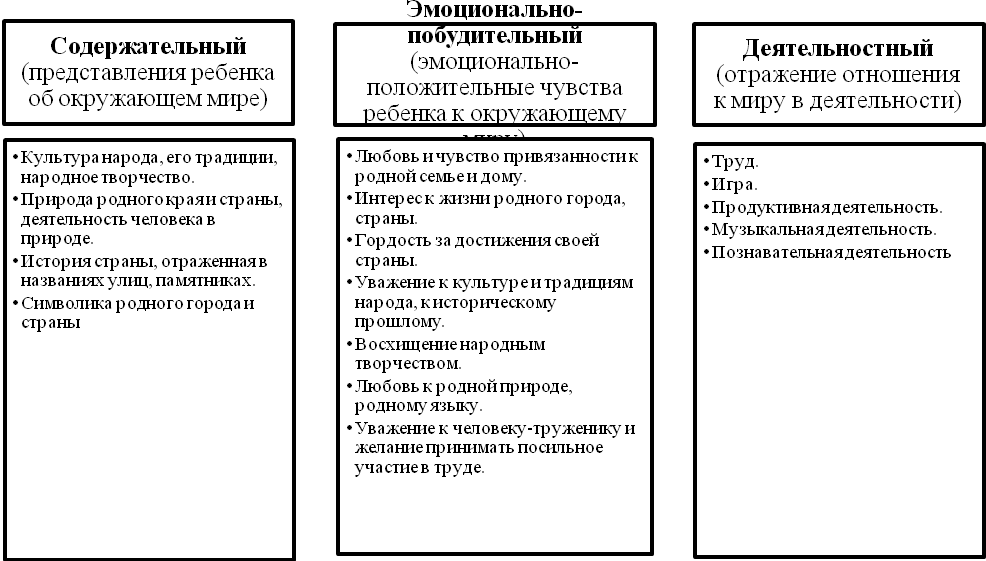 Содержательный
(представления ребенка
об окружающем мире)
• Культура народа, его традиции,
народное творчество.
• Природа родного края и страны,
деятельность человека в
природе.
• История страны, отраженная в
названиях улиц, памятниках.
• Символика родного города и
страны
Эмоционально-
побудительный
(эмоционально-
положительные чувства
ребенка к окружающему
миру)
• Любовь и чувство привязанности к
родной семье и дому.
• Интерес к жизни родного города,
страны.
• Гордость за достижения своей
страны.
• Уважение к культуре и традициям
народа, к историческому
прошлому.
• Восхищение народным
творчеством.
• Любовь к родной природе,
родному языку.
• Уважение к человеку-труженику и
желание принимать посильное
участие в труде.
Деятельностный
(отражение отношения
к миру в деятельности)
• Труд.
• Игра.
• Продуктивная деятельность.
• Музыкальная деятельность.
• Познавательная деятельность